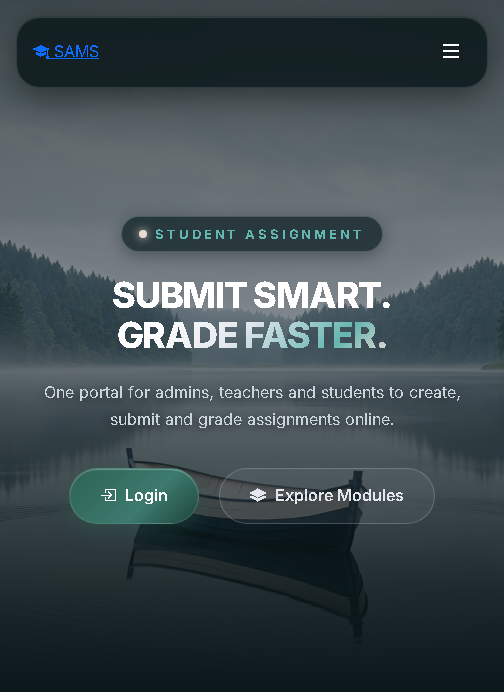 SAMS
STUDENT ASSIGNMENT
SUBMIT SMART.
GRADE FASTER.
One portal for admins, teachers and students to create,
submit and grade assignments online.
Login
Explore Modules